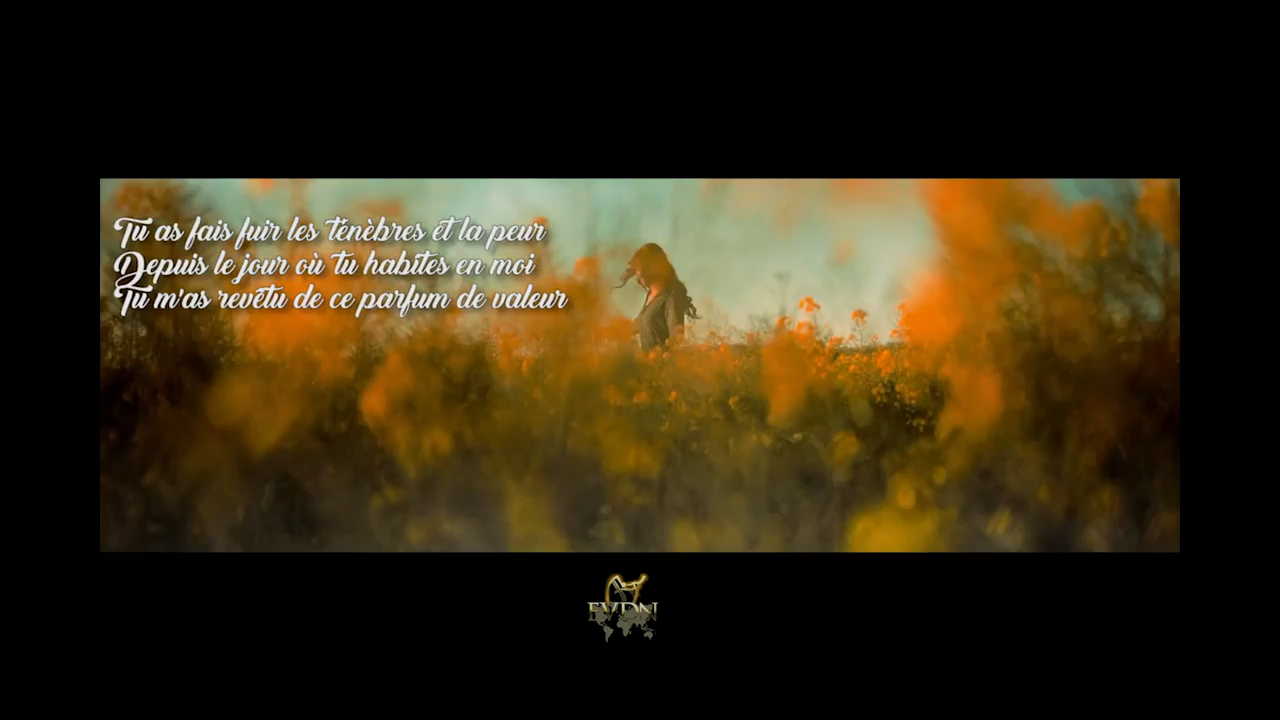 Tu as fais fuir les ténèbres et la peur
Depuis le jour où tu habites en moi
Tu m'as revêtu de ce parfum de valeur